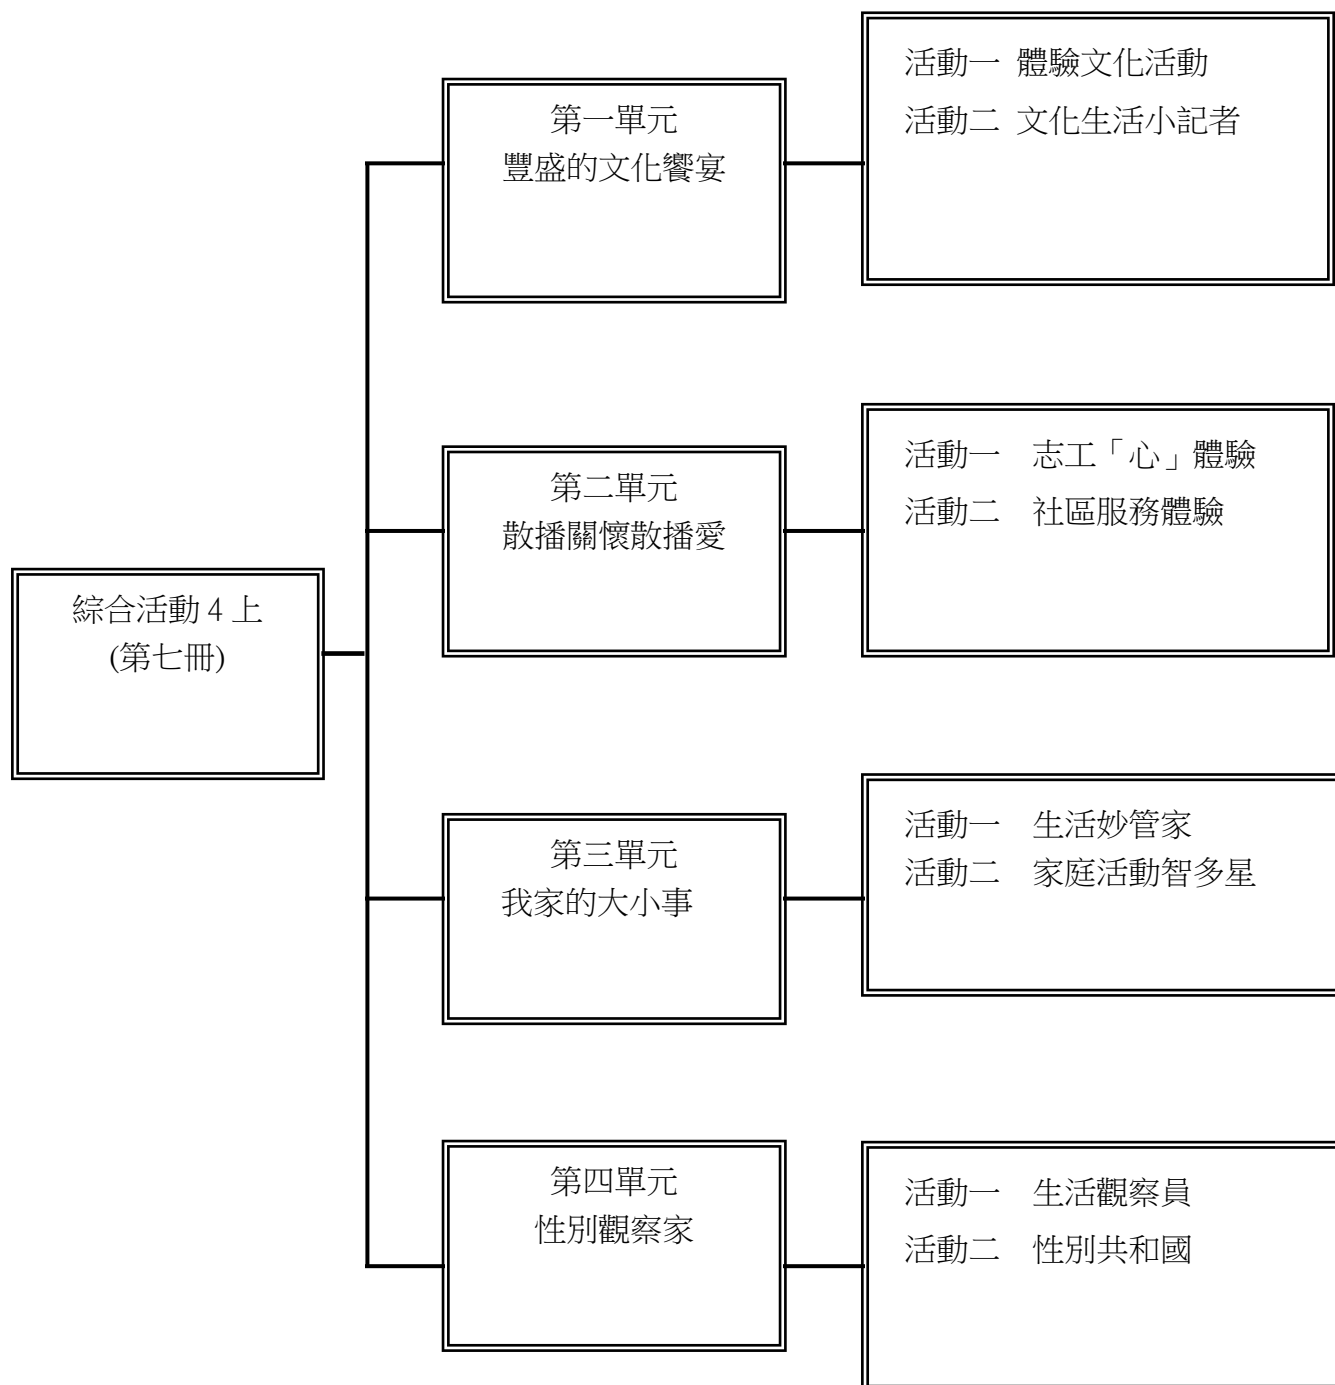 綜合活動4上
(第七冊)
第一單元
豐盛的文化饗宴
活動一 體驗文化活動
活動二 文化生活小記者
第二單元
散播關懷散播愛
活動一 志工「心」體驗
活動二 社區服務體驗
第三單元
我家的大小事
活動一 生活妙管家
活動二 家庭活動智多星
第四單元
性別觀察家
活動一 生活觀察員
活動二 性別共和國